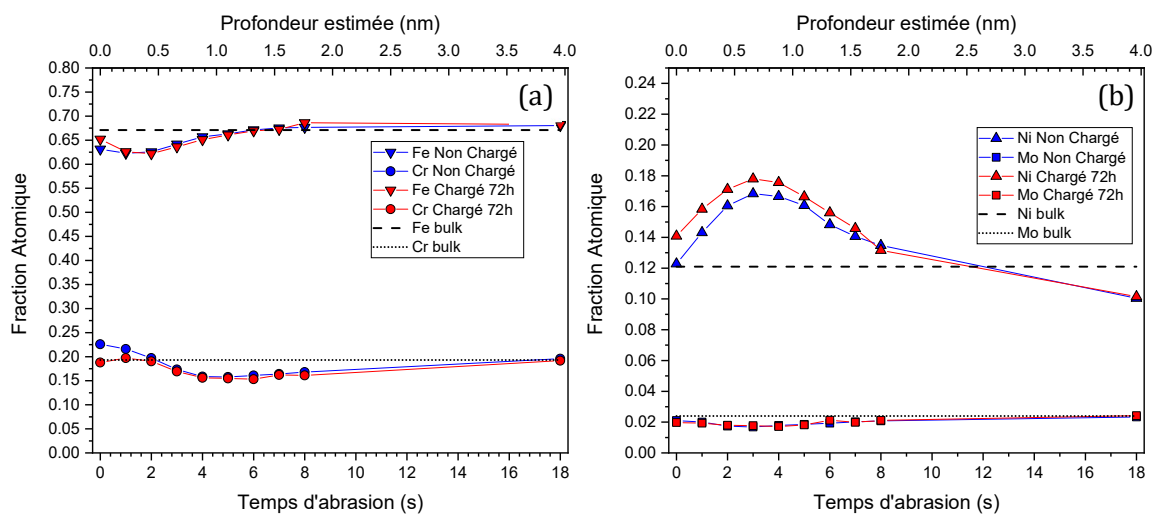 Profondeur estimée (nm)
0.0 0.5 1.0 1.5 2.0 2.5 3.0 3.5 4.0
0.80
0.75
0.70
0.65
0.60
0.55
0.50
0.45
0.40
0.35
0.30
0.25
0.20
0.15
0.10
0.05
0.00
Fraction Atomique
(a)
Fe Non Chargé
Cr Non Chargé
Fe Chargé 72h
Cr Chargé 72h
Fe bulk
Cr bulk
0 2 4 6 8 10 12 14 16 18
Temps d'abrasion (s)
Profondeur estimée (nm)
0.0 0.5 1.0 1.5 2.0 2.5 3.0 3.5 4.0
0.24
0.22
0.20
0.18
0.16
0.14
0.12
0.10
0.08
0.06
0.04
0.02
0.00
Fraction Atomique
(b)
Ni Non Chargé
Mo Non Chargé
Ni Chargé 72h
Mo Chargé 72h
Ni bulk
Mo bulk
0 2 4 6 8 10 12 14 16 18
Temps d'abrasion (s)